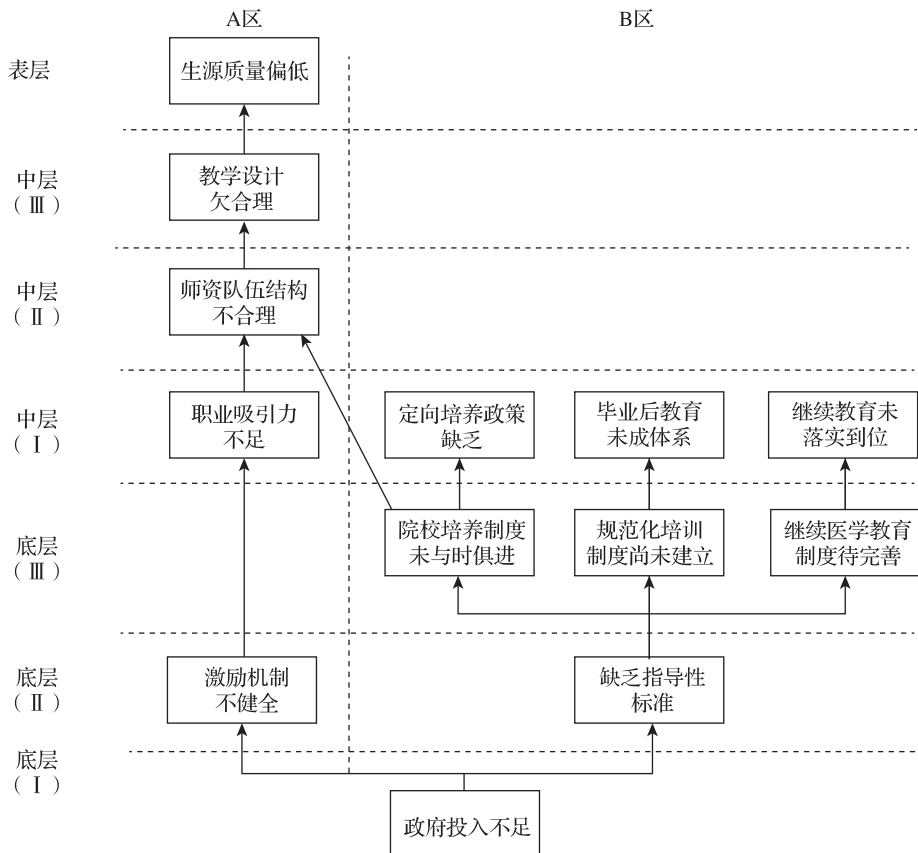 A区
B区
表层
生源质量偏低
中层
（Ⅲ）
教学设计
欠合理
中层
（Ⅱ）
师资队伍结构
不合理
中层
（Ⅰ）
职业吸引力
不足
定向培养政策
缺乏
毕业后教育
未成体系
继续教育未
落实到位
底层
（Ⅲ）
院校培养制度
未与时俱进
规范化培训
制度尚未建立
继续医学教育
制度待完善
底层
（Ⅱ）
激励机制
不健全
缺乏指导性
标准
底层
（Ⅰ）
政府投入不足